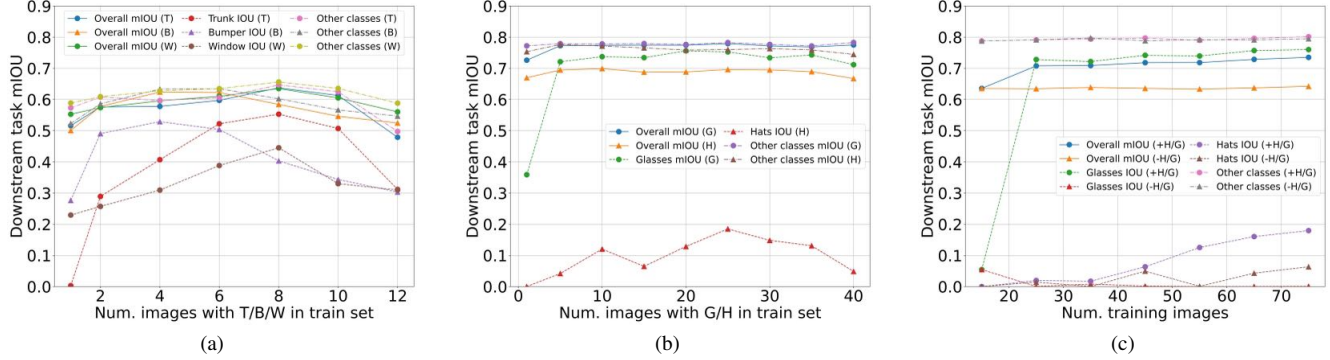 Downstream task mIOU
0.9
0.8
0.7
0.6
0.5
0.4
0.3
0.2
0.1
0.0
Overall mIOU (T)
Overall mIOU (B)
Overall mIOU (W)
Trunk IOU (T)
Bumper IOU (B)
Window IOU (W)
Other classes (T)
Other classes (B)
Other classes (W)
2 4 6 8 10 12
Num. images with T/B/W in train set
(a)
Downstream task mIOU
0.9
0.8
0.7
0.6
0.5
0.4
0.3
0.2
0.1
0.0
Overall mIOU (G)
Overall mIOU (H)
Glasses mIOU (G)
Hats IOU (H)
Other classes mIOU (G)
Other classes mIOU (H)
0 10 20 30 40
Num. images with G/H in train set
(b)
Downstream task mIOU
0.9
0.8
0.7
0.6
0.5
0.4
0.3
0.2
0.1
0.0
Overall mIOU (+H/G)
Overall mIOU (-H/G)
Glasses IOU (+H/G)
Glasses IOU (-H/G)
Hats IOU (+H/G)
Hats IOU (-H/G)
Other classes (+H/G)
Other classes (-H/G)
20 30 40 50 60 70
Num. training images
(c)